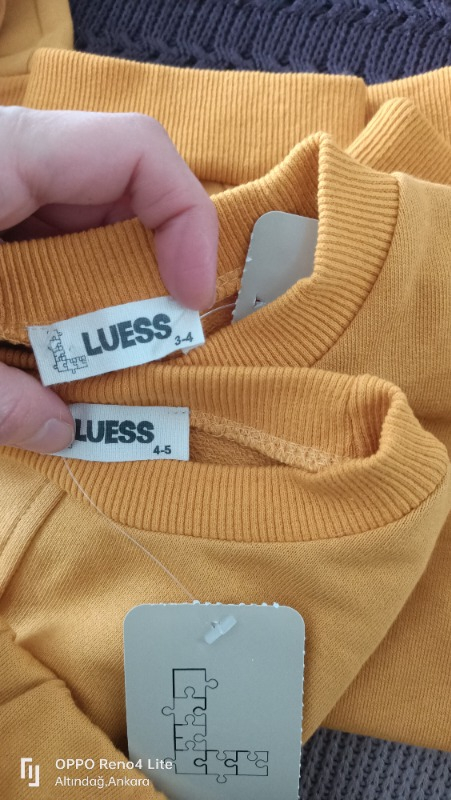 LUESS
3-4
LUESS
4-5
OPPO Reno4 Lite
Altındağ,Ankara